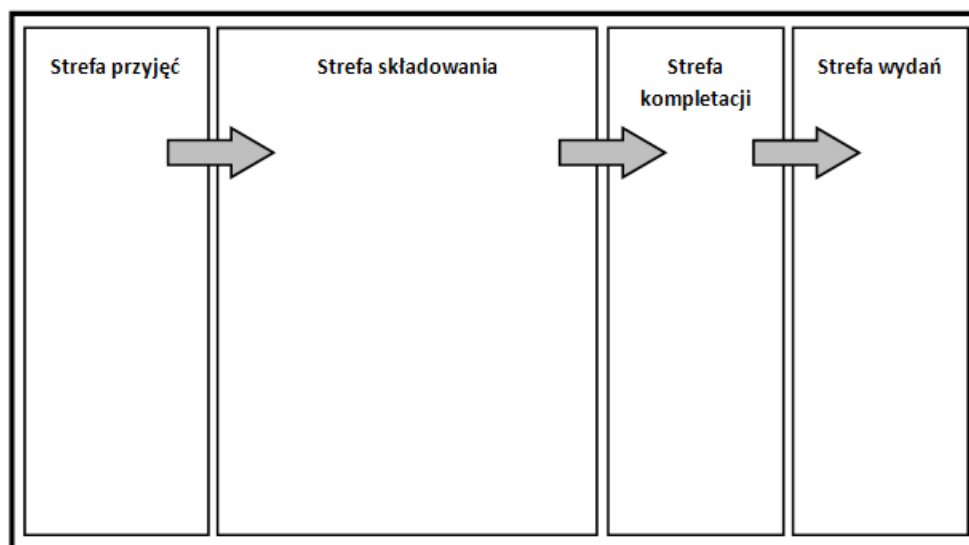 Strefa przyjęć
Strefa składowania
Strefa
kompletacji
Strefa wydań